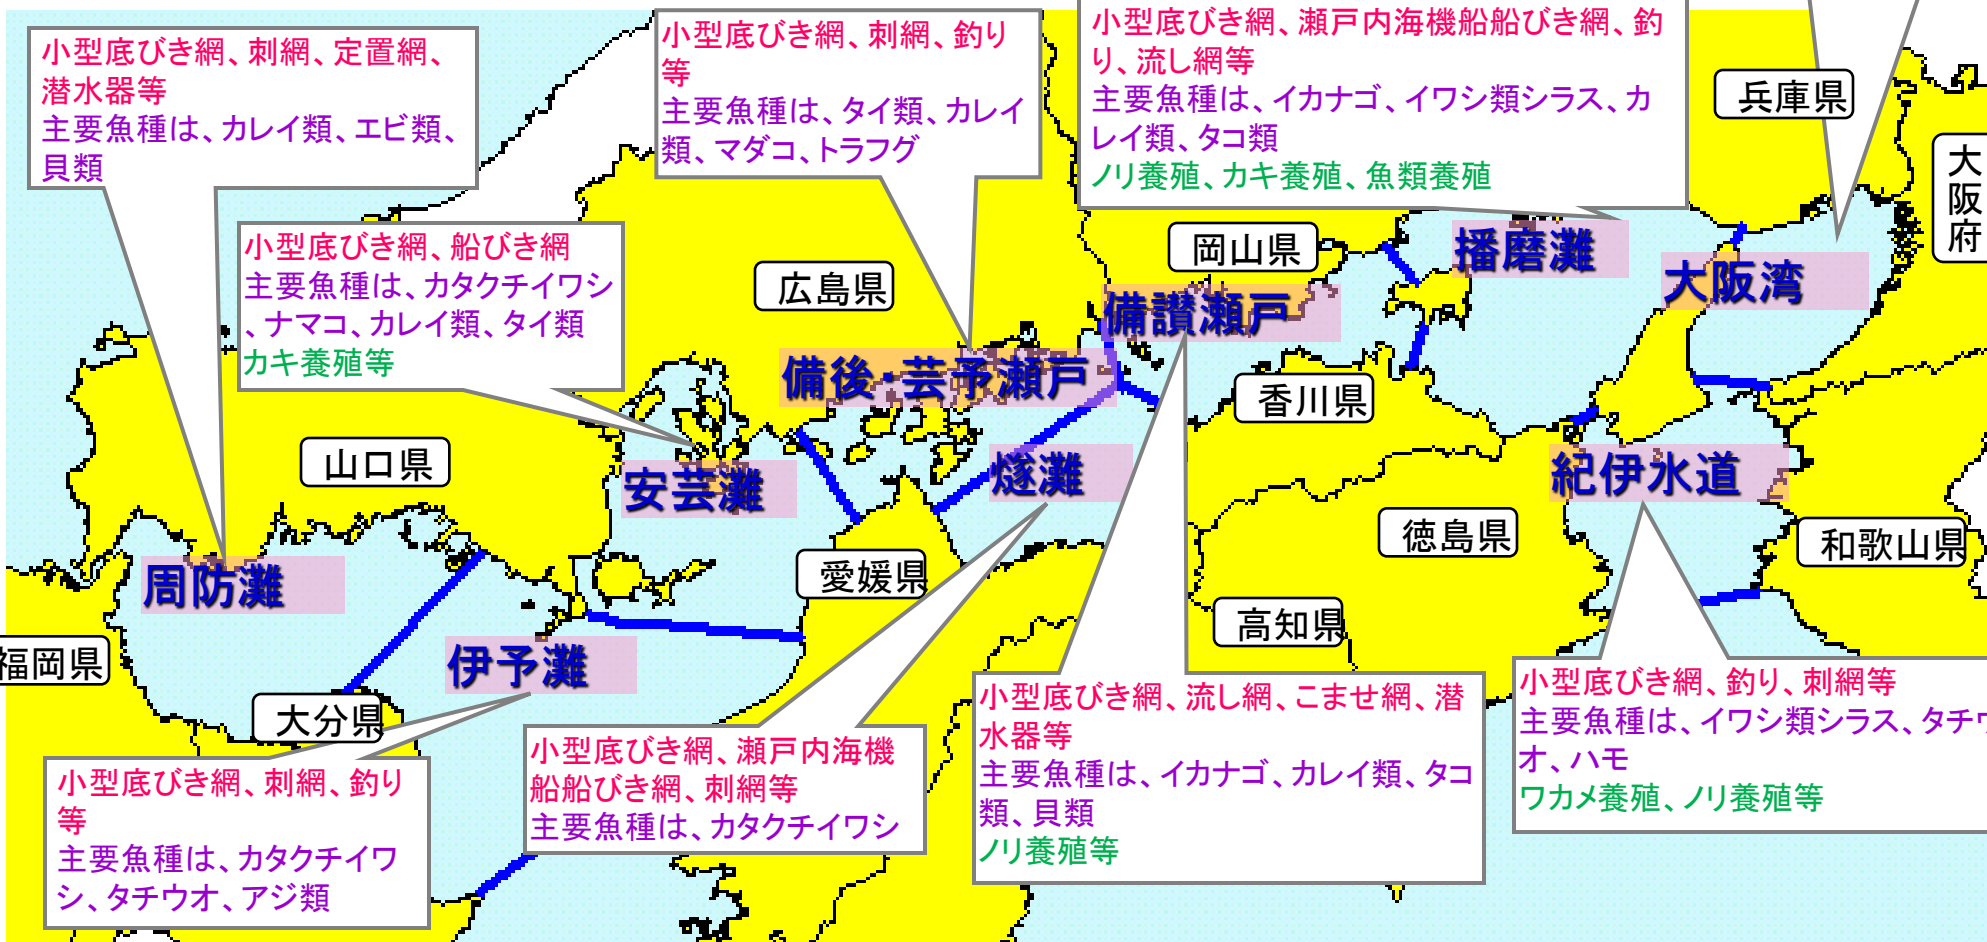 小型底びき網、刺網、定置網、
潜水器等
主要魚種は、カレイ類、エビ類、
貝類
小型底びき網、刺網、釣り
等
主要魚種は、タイ類、カレイ
類、マダコ、トラフグ
小型底びき網、瀬戸内海機船船びき網、釣
り、流し網等
主要魚種は、イカナゴ、イワシ類シラス、カ
レイ類、タコ類
ノリ養殖、カキ養殖、魚類養殖
兵庫県
大
阪
府
小型底びき網、船びき網
主要魚種は、カタクチイワシ
、ナマコ、カレイ類、タイ類
カキ養殖等
広島県
岡山県
播磨灘
大阪湾
備讃瀬戸
備後・芸予瀬戸
香川県
山口県
安芸灘
燧灘
紀伊水道
徳島県
和歌山県
周防灘
愛媛県
高知県
福岡県
伊予灘
大分県
小型底びき網、刺網、釣り
等
主要魚種は、カタクチイワ
シ、タチウオ、アジ類
小型底びき網、瀬戸内海機
船船びき網、刺網等
主要魚種は、カタクチイワシ
小型底びき網、流し網、こませ網、潜
水器等
主要魚種は、イカナゴ、カレイ類、タコ
類、貝類
ノリ養殖等
小型底びき網、釣り、刺網等
主要魚種は、イワシ類シラス、タチウ
オ、ハモ
ワカメ養殖、ノリ養殖等